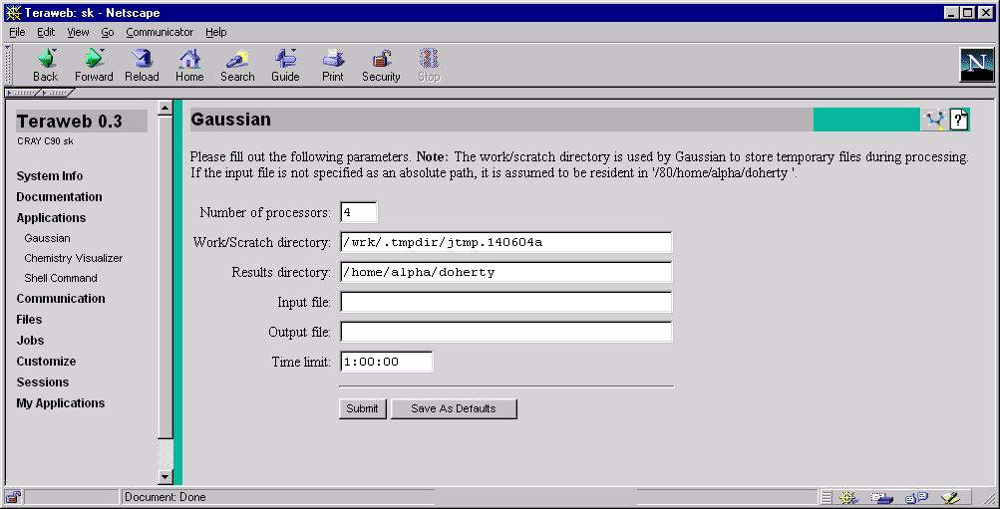 Teraweb: sk - Netscape
File Edit View Go Communicator Help
Back Forward Reload Home Search Guide Print Security Stop
N
Teraweb 0.3
CRAY C90 sk
System Info
Documentation
Applications
Gaussian
Chemistry Visualizer
Shell Command
Communication
Files
Jobs
Customize
Sessions
My Applications
Gaussian
?
Please fill out the following parameters. Note: The work/scratch directory is used by Gaussian to store temporary files during processing.
If the input file is not specified as an absolute path, it is assumed to be resident in '/80/home/alpha/doherty '.
Number of processors: 4
Work/Scratch directory: /wrk/.tmpdir/jtmp.140604a
Results directory: /home/alpha/doherty
Input file:
Output file:
Time limit: 1:00:00
Submit Save As Defaults
Document: Done